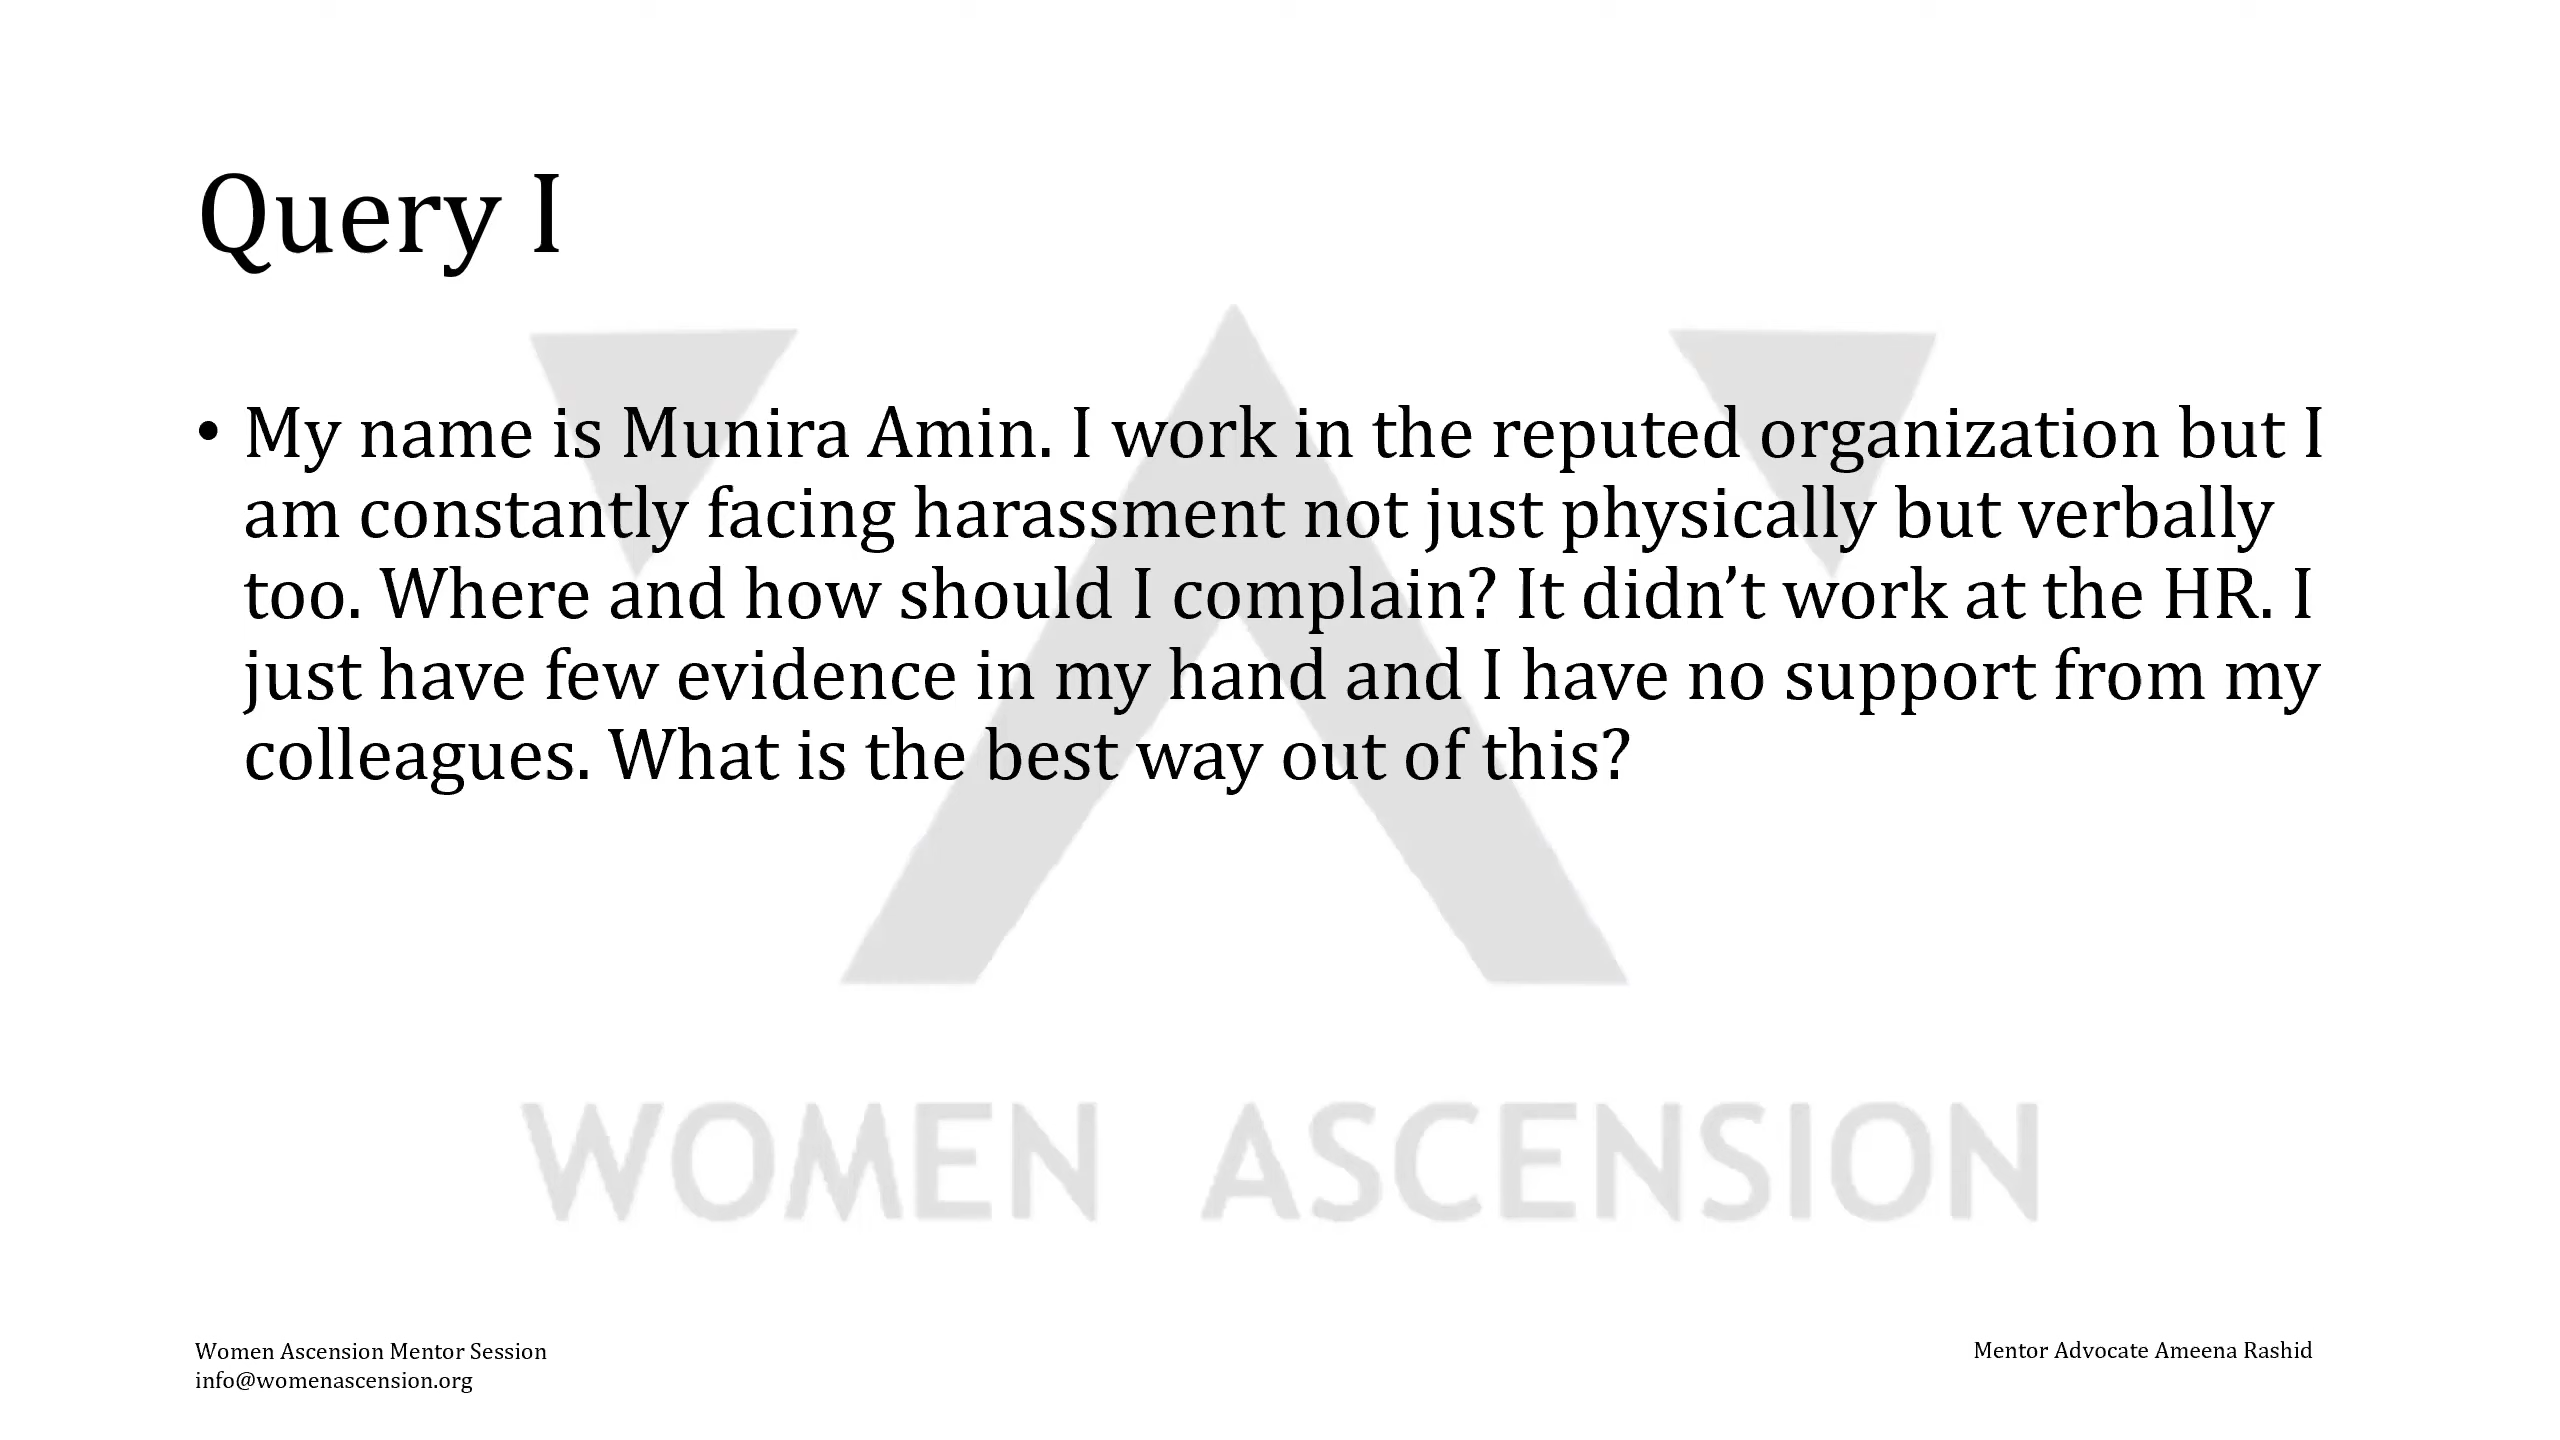 Query I
• My name is Munira Amin. I work in the reputed organization but I
am constantly facing harassment not just physically but verbally
too. Where and how should I complain? It didn’t work at the HR. I
just have few evidence in my hand and I have no support from my
colleagues. What is the best way out of this?
WOMEN ASCENSION
Women Ascension Mentor Session
info@womenascension.org
Mentor Advocate Ameena Rashid